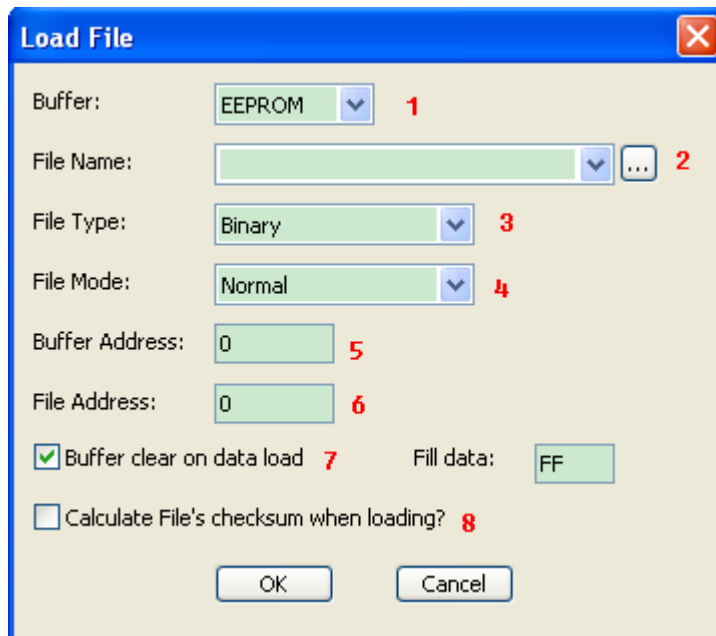 Load File
Buffer: EEPROM 1
File Name: ... 2
File Type: Binary 3
File Mode: Normal 4
Buffer Address: 0 5
File Address: 0 6
Buffer clear on data load 7 Fill data: FF
Calculate File's checksum when loading? 8
OK Cancel